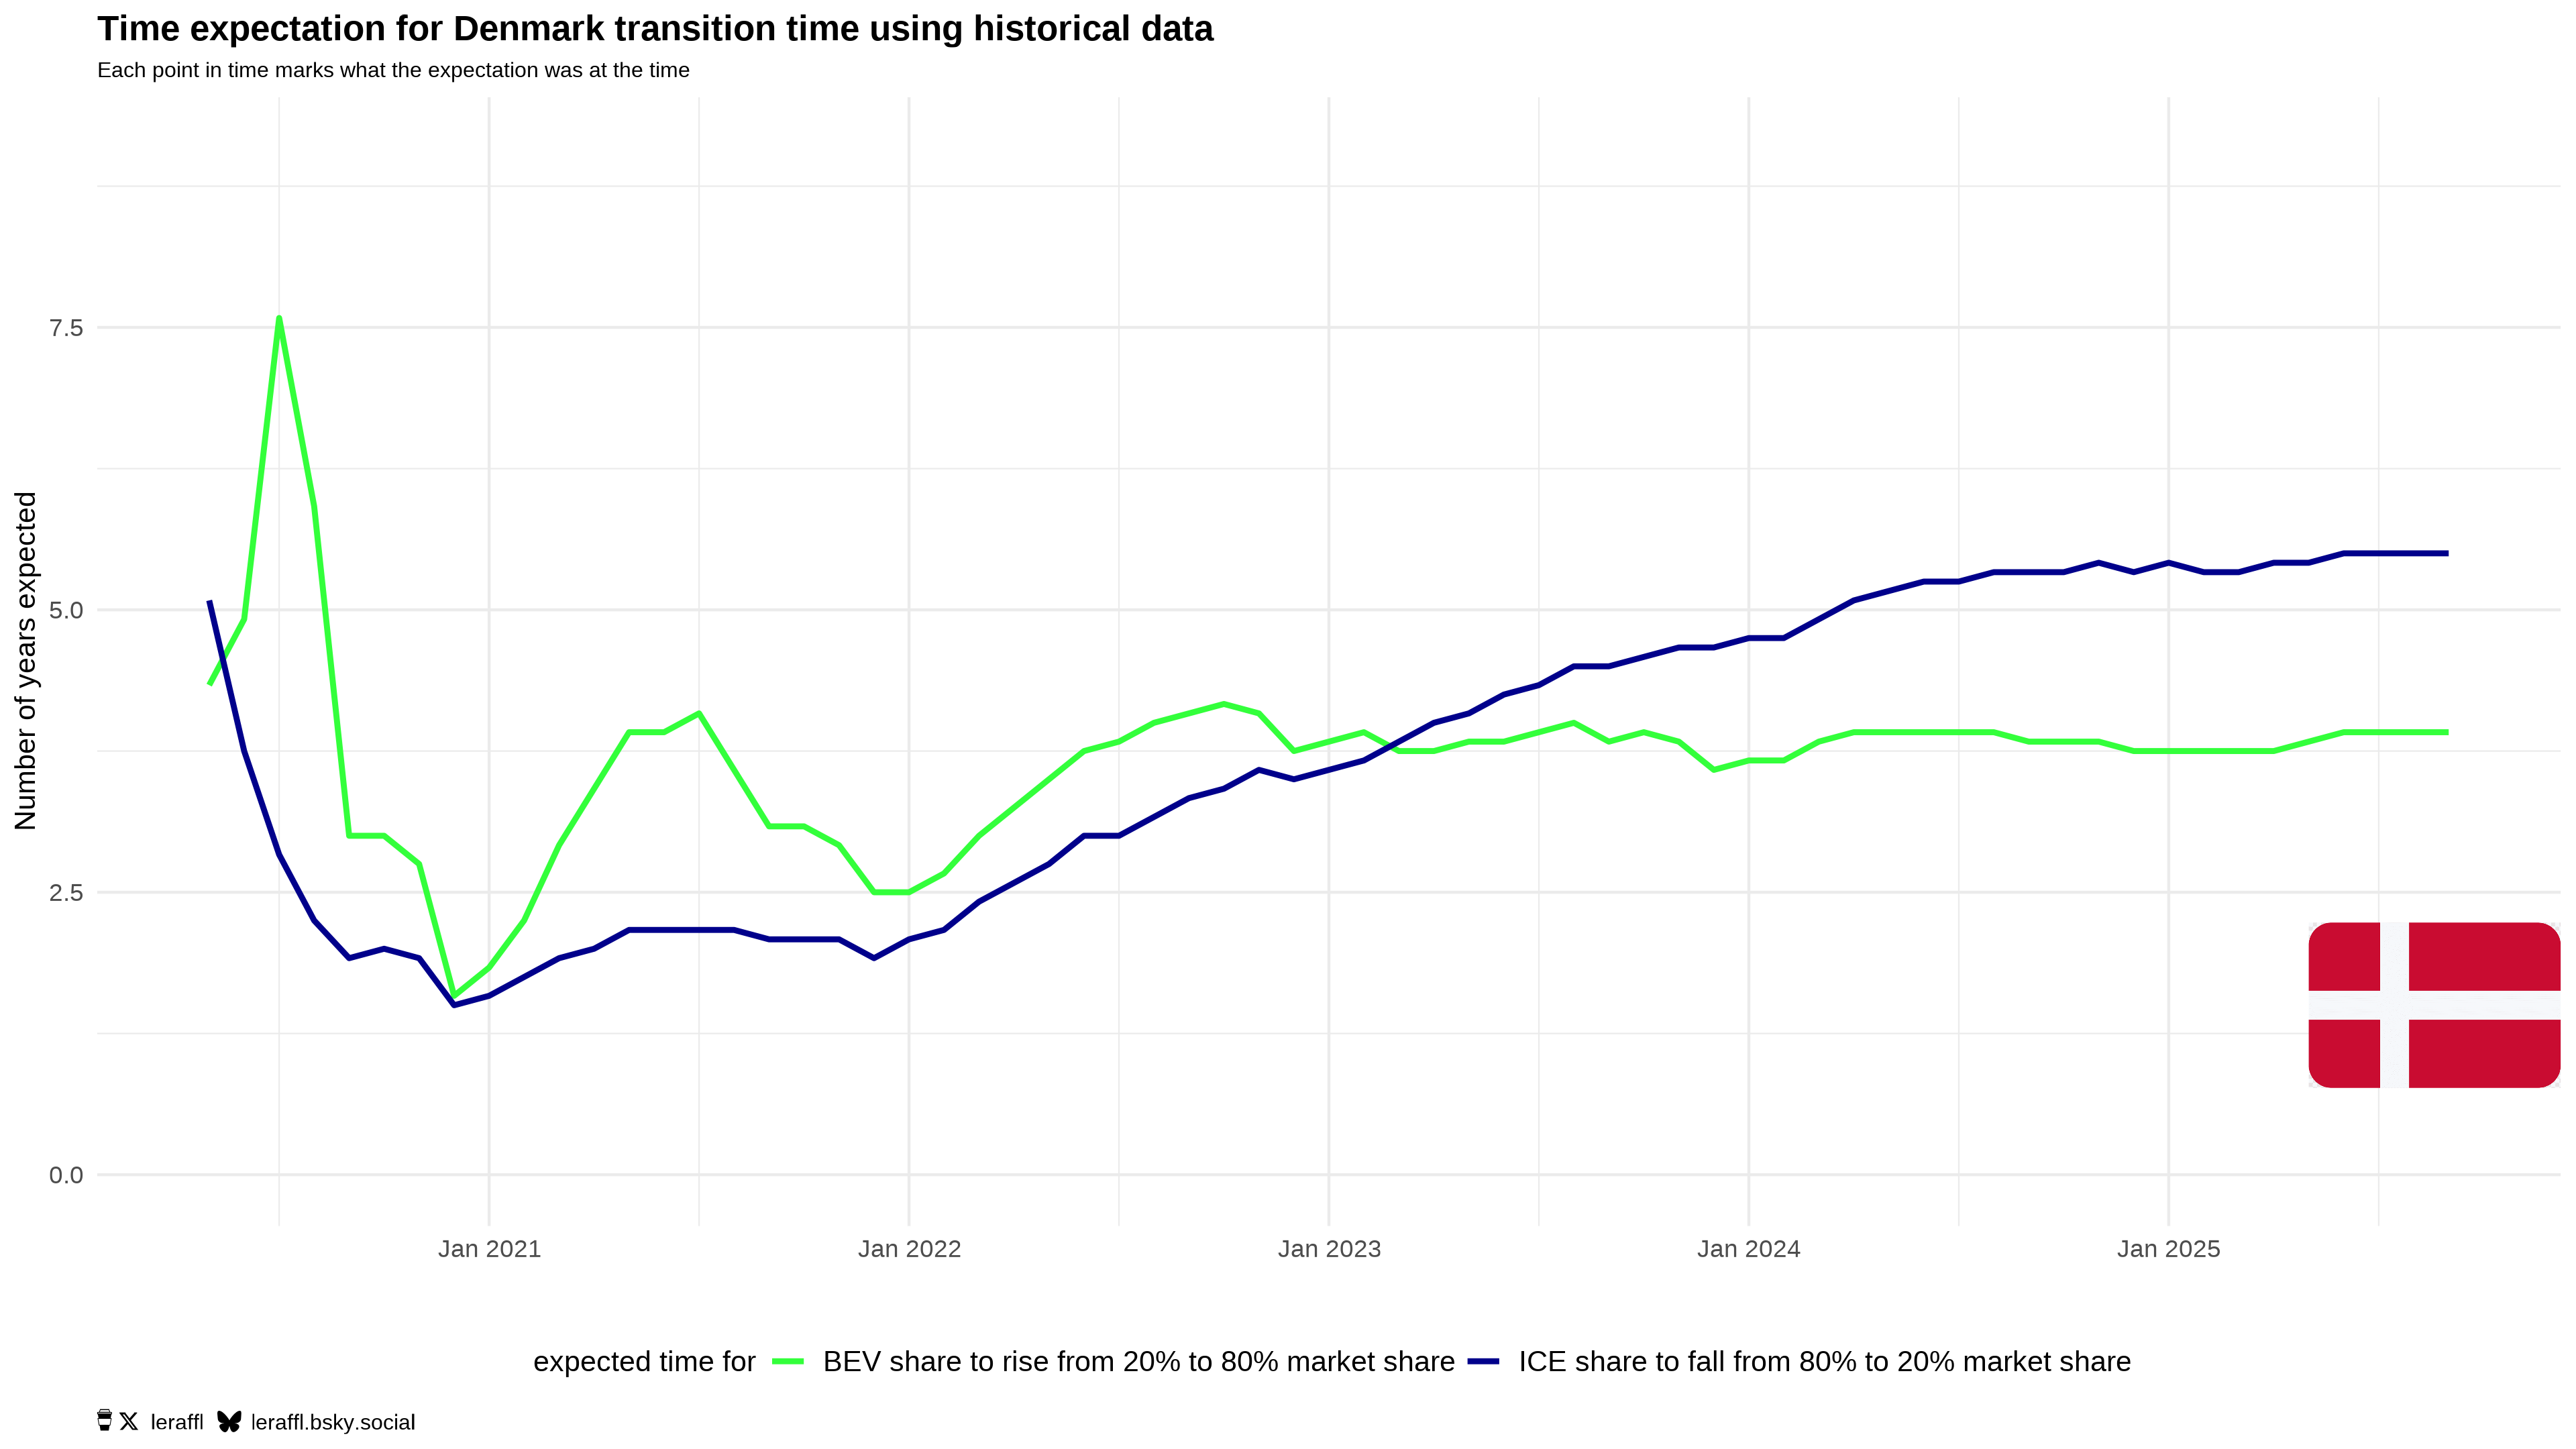 Time expectation for Denmark transition time using historical data
Each point in time marks what the expectation was at the time
Number of years expected
7.5
5.0
2.5
0.0
Jan 2021 Jan 2022 Jan 2023 Jan 2024 Jan 2025
expected time for BEV share to rise from 20% to 80% market share ICE share to fall from 80% to 20% market share
leraffl leraffl.bsky.social